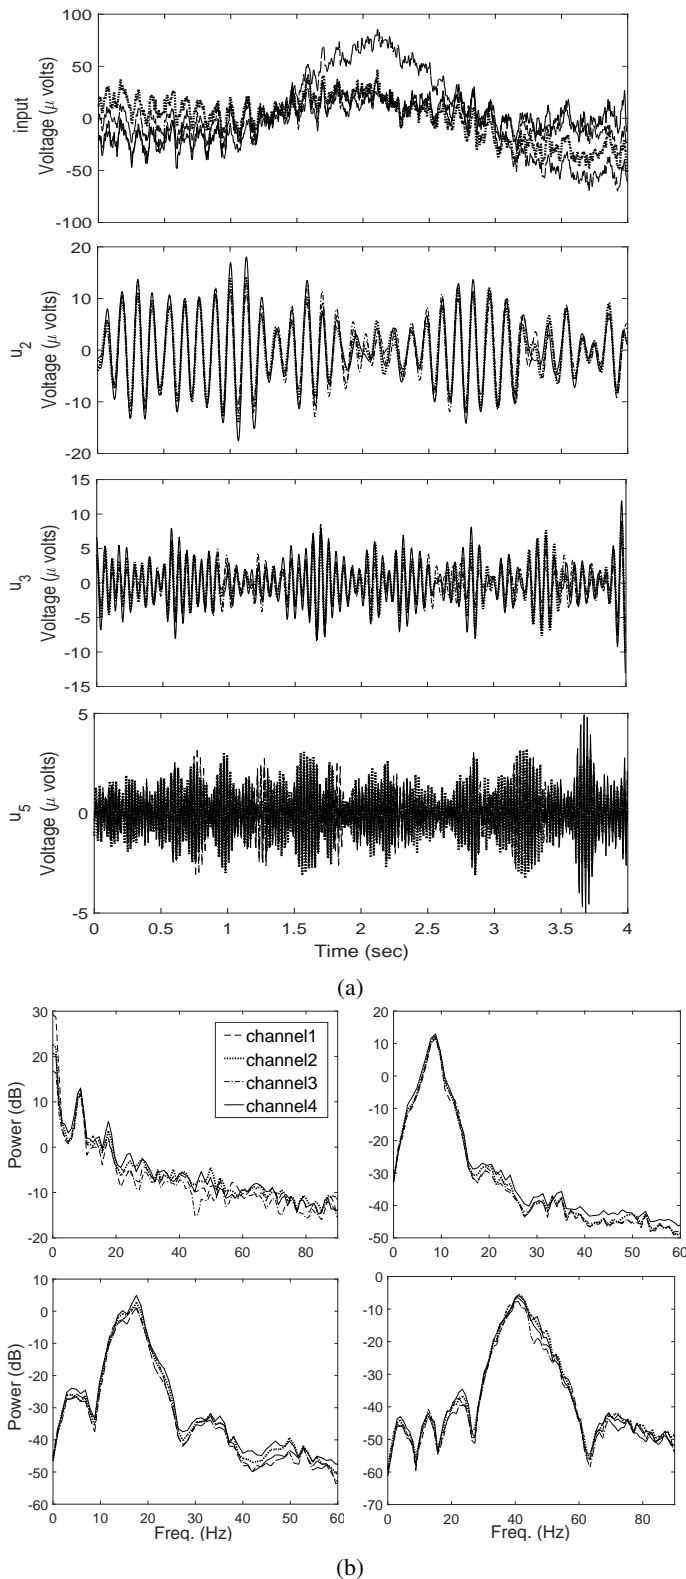 100
50
0
-50
-100
input
Voltage (μ volts)
20
10
0
-10
-20
u2
Voltage (μ volts)
15
10
5
0
-5
-10
-15
u3
Voltage (μ volts)
5
0
-5
u5
Voltage (μ volts)
0 0.5 1 1.5 2 2.5 3 3.5 4
Time (sec)
(a)
30
20
10
0
-10
-20
Power (dB)
0 20 40 60 80
channel1
channel2
channel3
channel4
20
10
0
-10
-20
-30
-40
-50
0 10 20 30 40 50 60
10
0
-10
-20
-30
-40
-50
-60
Power (dB)
0 10 20 30 40 50 60
Freq. (Hz)
0
-10
-20
-30
-40
-50
-60
-70
0 20 40 60 80
Freq. (Hz)
(b)